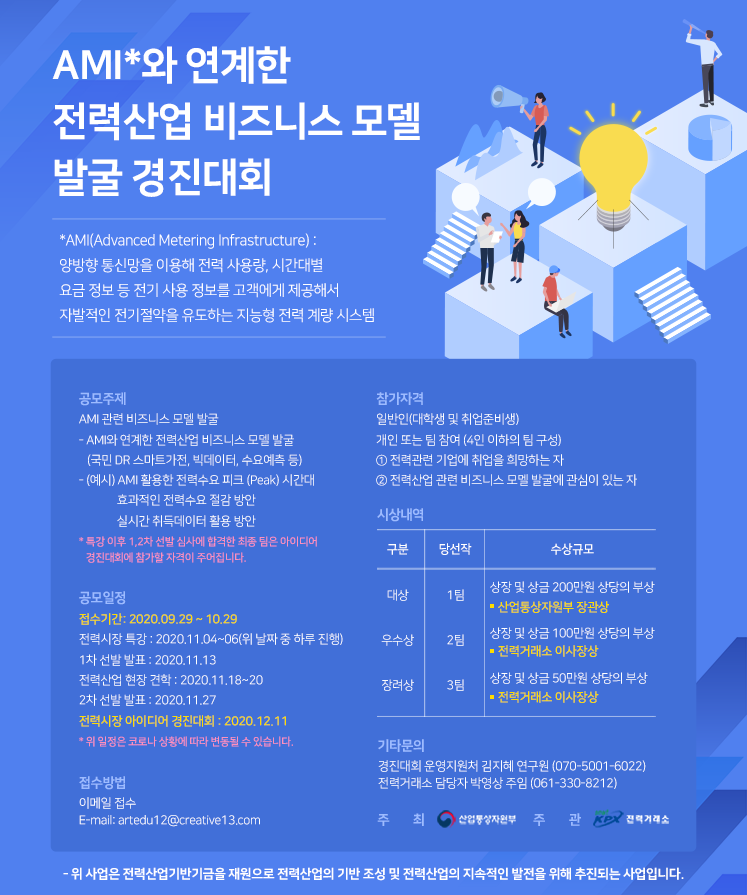 AMI*와 연계한
전력산업 비즈니스 모델
발굴 경진대회
*AMI(Advanced Metering Infrastructure) :
양방향 통신망을 이용해 전력 사용량, 시간대별
요금 정보 등 전기 사용 정보를 고객에게 제공해서
자발적인 전기절약을 유도하는 지능형 전력 계량 시스템
공모주제
AMI 관련 비즈니스 모델 발굴
- AMI와 연계한 전력산업 비즈니스 모델 발굴
(국민 DR 스마트가전, 빅데이터, 수요예측 등)
- (예시) AMI 활용한 전력수요 피크 (Peak) 시간대
효과적인 전력수요 절감 방안
실시간 취득데이터 활용 방안
* 특강 이후 1,2차 선발 심사에 합격한 최종 팀은 아이디어
경진대회에 참가할 자격이 주어집니다.
공모일정
접수기간: 2020.09.29 ~ 10.29
전력시장 특강 : 2020.11.04~06(위 날짜 중 하루 진행)
1차 선발 발표 : 2020.11.13
전력산업 현장 견학 : 2020.11.18~20
2차 선발 발표 : 2020.11.27
전력시장 아이디어 경진대회 : 2020.12.11
* 위 일정은 코로나 상황에 따라 변동될 수 있습니다.
접수방법
이메일 접수
E-mail: artedu12@creative13.com
참가자격
일반인(대학생 및 취업준비생)
개인 또는 팀 참여 (4인 이하의 팀 구성)
① 전력관련 기업에 취업을 희망하는 자
② 전력산업 관련 비즈니스 모델 발굴에 관심이 있는 자
시상내역
구분 당선작 수상규모
대상 1팀 상장 및 상금 200만원 상당의 부상
▪ 산업통상자원부 장관상
우수상 2팀 상장 및 상금 100만원 상당의 부상
▪ 전력거래소 이사장상
장려상 3팀 상장 및 상금 50만원 상당의 부상
▪ 전력거래소 이사장상
기타문의
경진대회 운영지원처 김지혜 연구원 (070-5001-6022)
전력거래소 담당자 박영상 주임 (061-330-8212)
주 최 산업통상자원부 주 관 KPX 전력거래소
- 위 사업은 전력산업기반기금을 재원으로 전력산업의 기반 조성 및 전력산업의 지속적인 발전을 위해 추진되는 사업입니다.